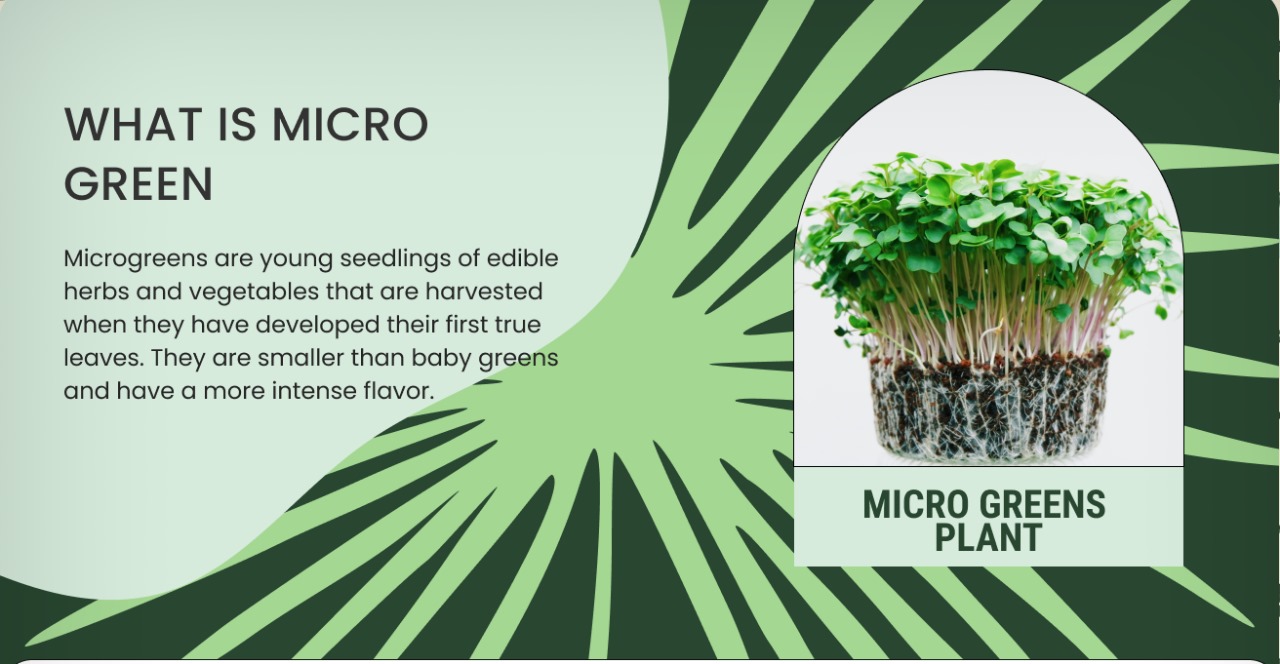 WHAT IS MICRO
GREEN
Microgreens are young seedlings of edible
herbs and vegetables that are harvested
when they have developed their first true
leaves. They are smaller than baby greens
and have a more intense flavor.
MICRO GREENS
PLANT